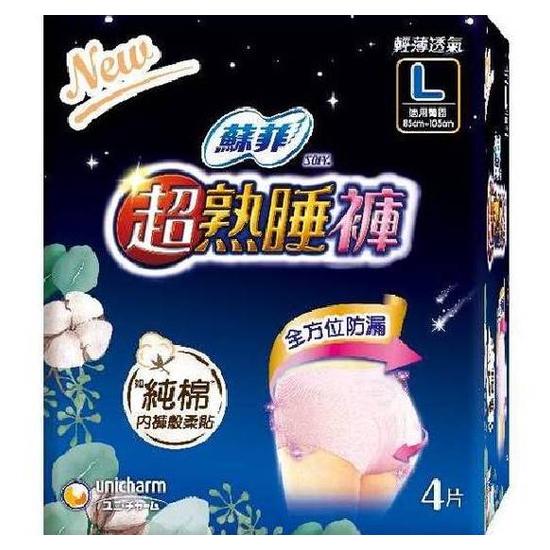 New
輕薄透氣
L
適用臀圍
85cm~105cm
蘇菲
SOFY.
超熟睡褲
全方位防漏
如
純棉
內褲般柔貼
unicharm
ユニ・チャーム
4片